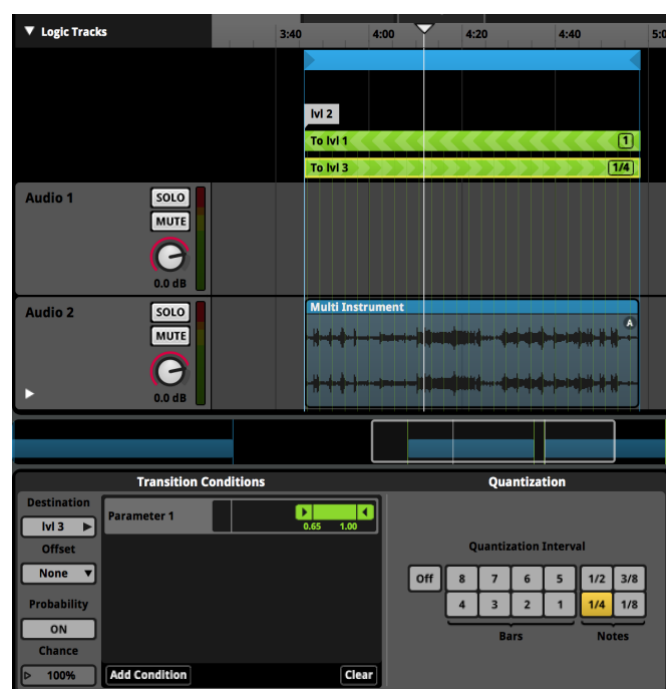 ▼ Logic Tracks
3:40 4:00 4:20 4:40 5:0
lvl 2
To lvl 1 1
To lvl 3 1/4
Audio 1 SOLO
MUTE
0.0 dB
Audio 2 SOLO
MUTE
0.0 dB
Multi Instrument
A
Transition Conditions
Quantization
Destination
lvl 3
Offset
None
Probability
ON
Chance
100%
Parameter 1
0.65 1.00
Add Condition Clear
Quantization Interval
Off 8 7 6 5 1/2 3/8
4 3 2 1 1/4 1/8
Bars Notes